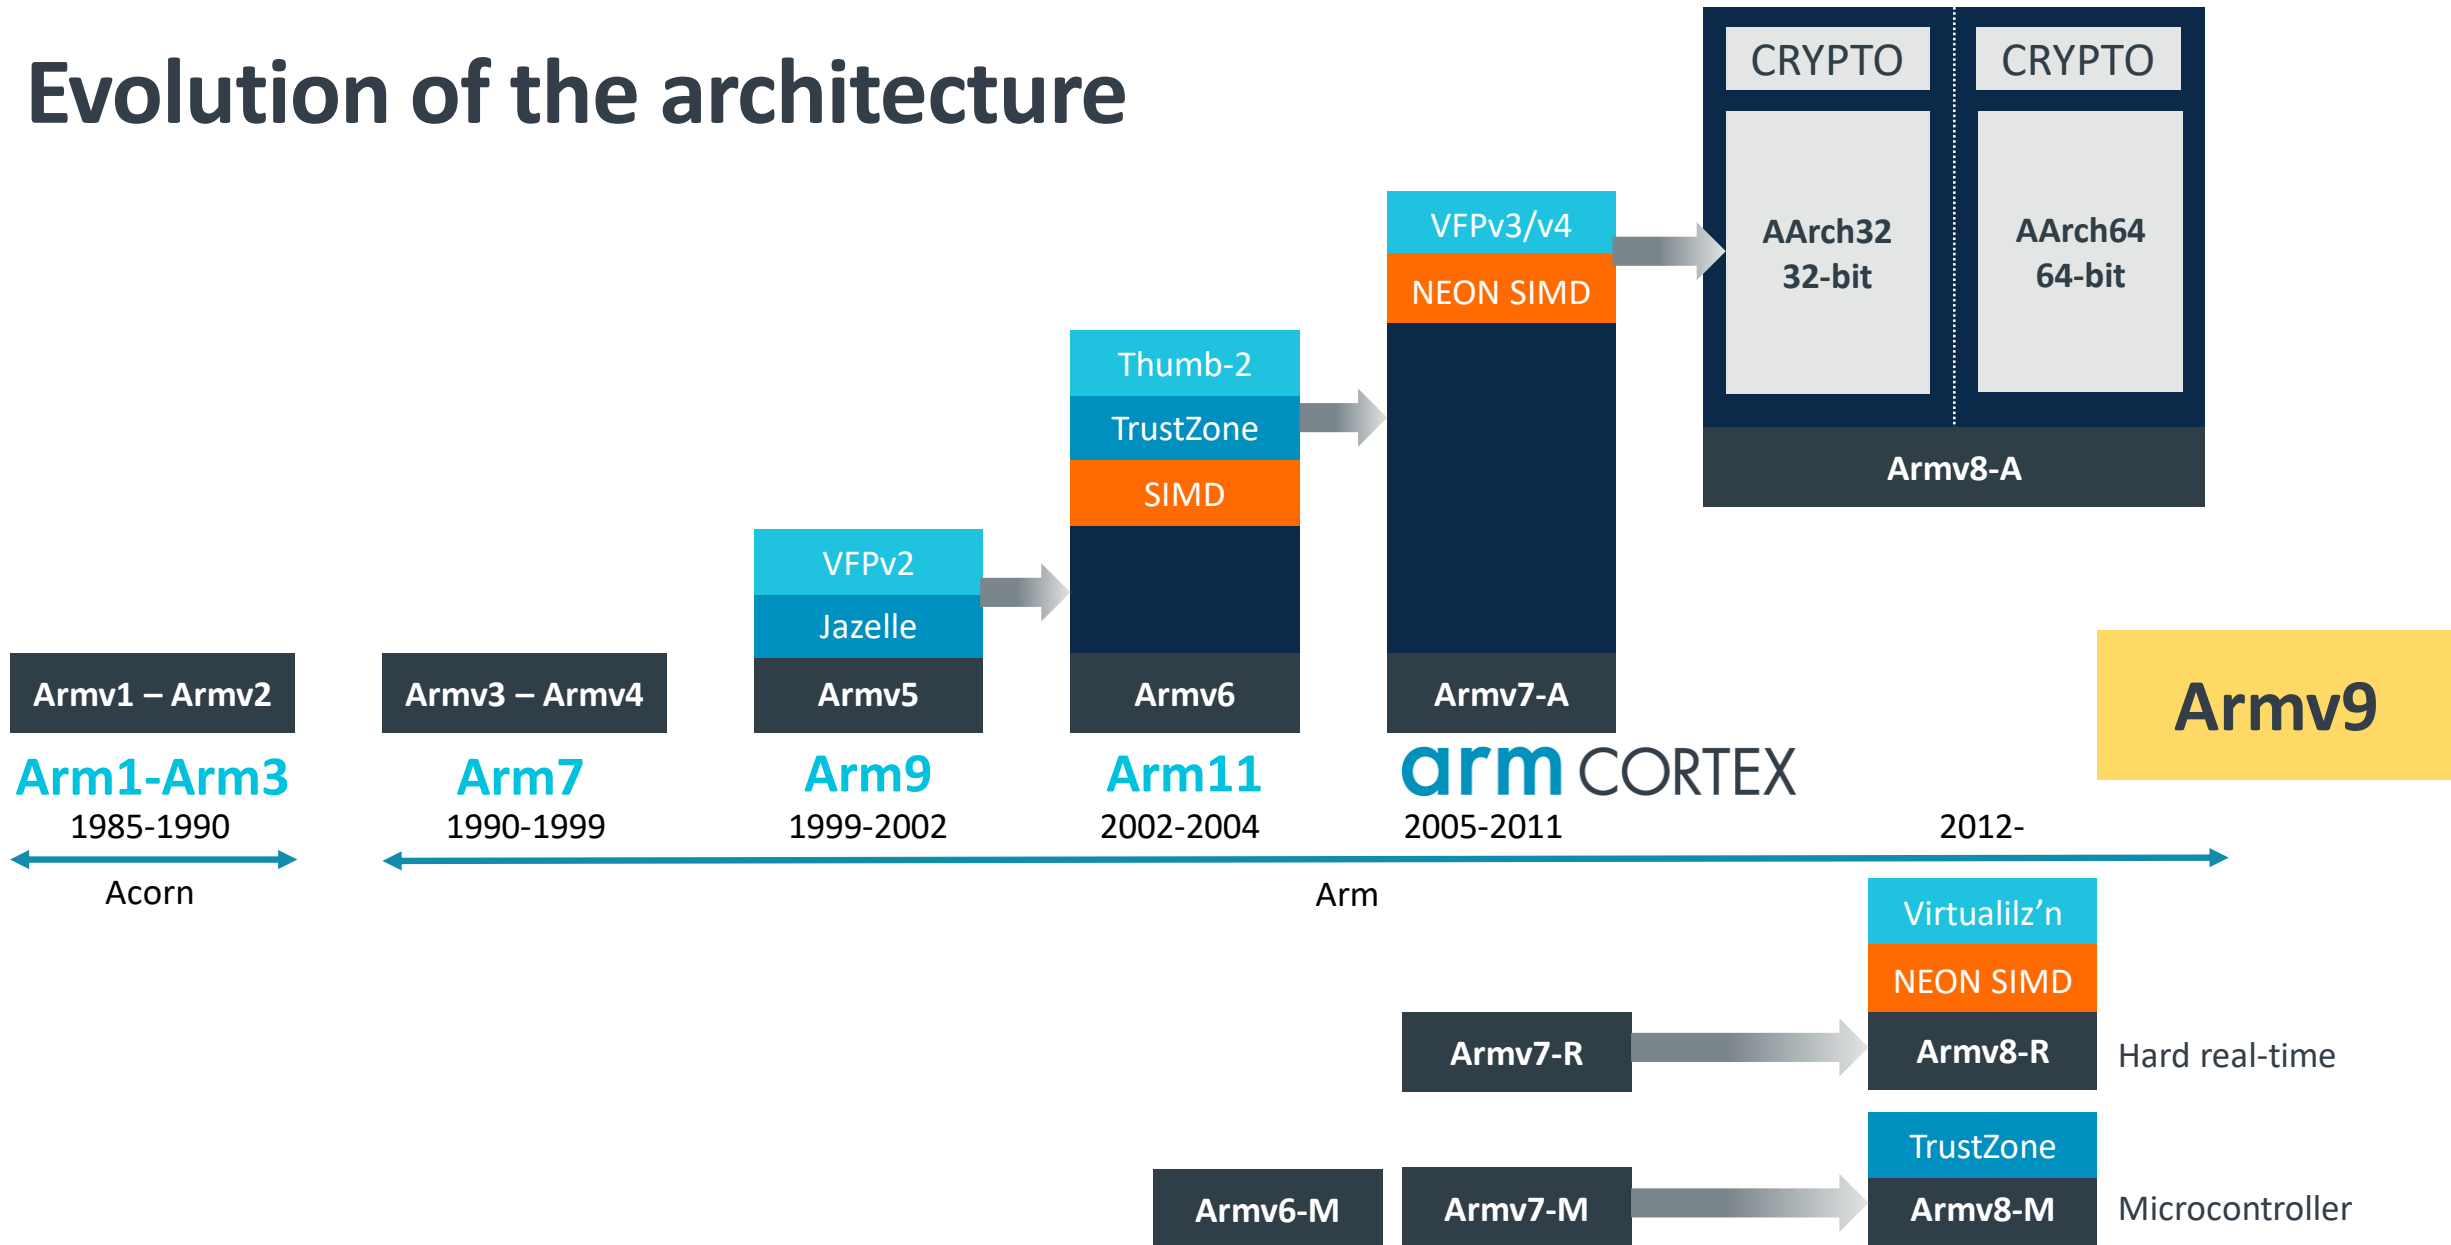 Evolution of the architecture
CRYPTO
CRYPTO
AArch32
32-bit
AArch64
64-bit
Armv8-A
VFPv3/v4
NEON SIMD
Armv7-A
Thumb-2
TrustZone
SIMD
Armv6
VFPv2
Jazelle
Armv5
Armv1 – Armv2
Armv3 – Armv4
Armv9
Arm1-Arm3
Arm7
Arm9
Arm11
arm CORTEX
1985-1990
1990-1999
1999-2002
2002-2004
2005-2011
2012-
Acorn
Arm
Virtualilz’n
NEON SIMD
Armv7-R
Armv8-R
Hard real-time
TrustZone
Armv6-M
Armv7-M
Armv8-M
Microcontroller